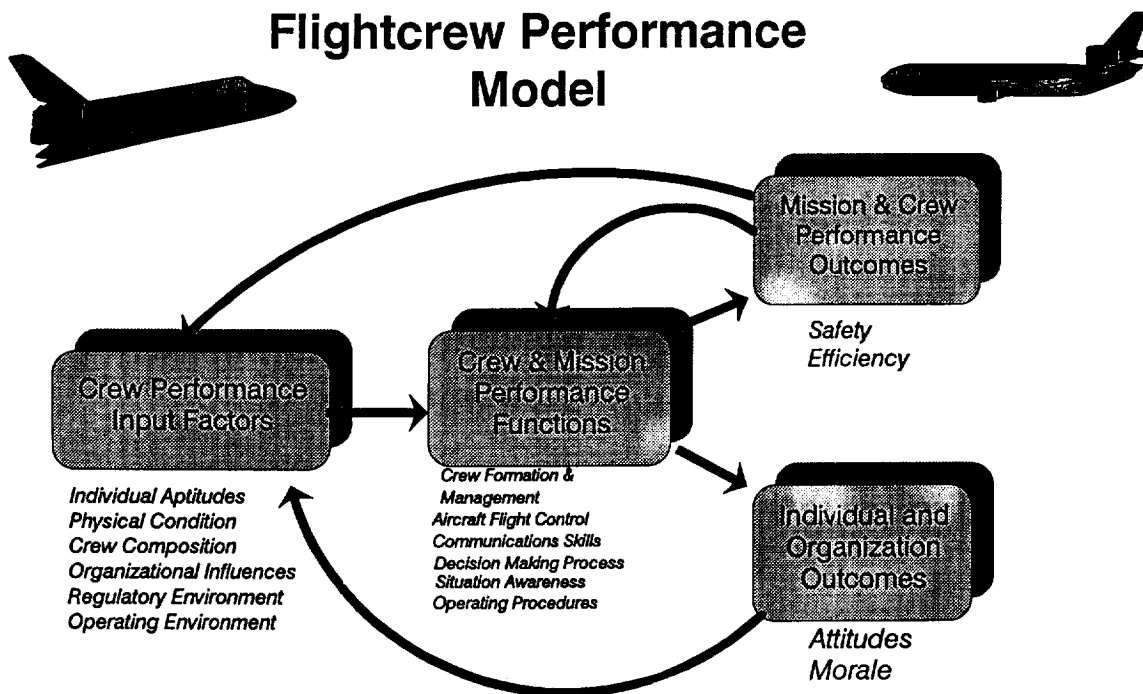 Flightcrew Performance
Model
Mission & Crew
Performance
Outcomes
Safety
Efficiency
Crew Performance
Input Factors
Individual Aptitudes
Physical Condition
Crew Composition
Organizational Influences
Regulatory Environment
Operating Environment
Crew & Mission
Performance
Functions
Crew Formation &
Management
Aircraft Flight Control
Communications Skills
Decision Making Process
Situation Awareness
Operating Procedures
Individual and
Organization
Outcomes
Attitudes
Morale